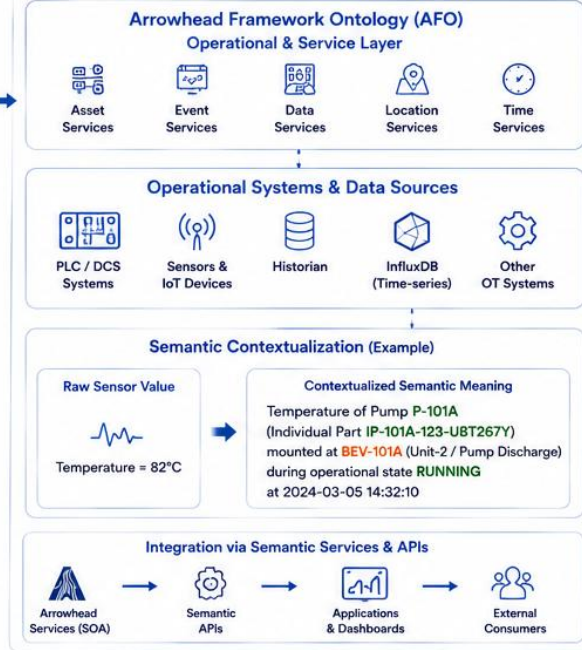 Arrowhead Framework Ontology (AFO)
Operational & Service Layer
Asset
Services
Event
Services
Data
Services
Location
Services
Time
Services
Operational Systems & Data Sources
PLC / DCS
Systems
Sensors &
IoT Devices
Historian
InfluxDB
(Time-series)
Other
OT Systems
Semantic Contextualization (Example)
Raw Sensor Value
Temperature = 82°C
Contextualized Semantic Meaning
Temperature of Pump P-101A
(Individual Part IP-101A-123-UBT267Y)
mounted at BEV-101A (Unit-2 / Pump Discharge)
during operational state RUNNING
at 2024-03-05 14:32:10
Integration via Semantic Services & APIs
Arrowhead
Services (SOA)
Semantic
APIs
Applications
& Dashboards
External
Consumers